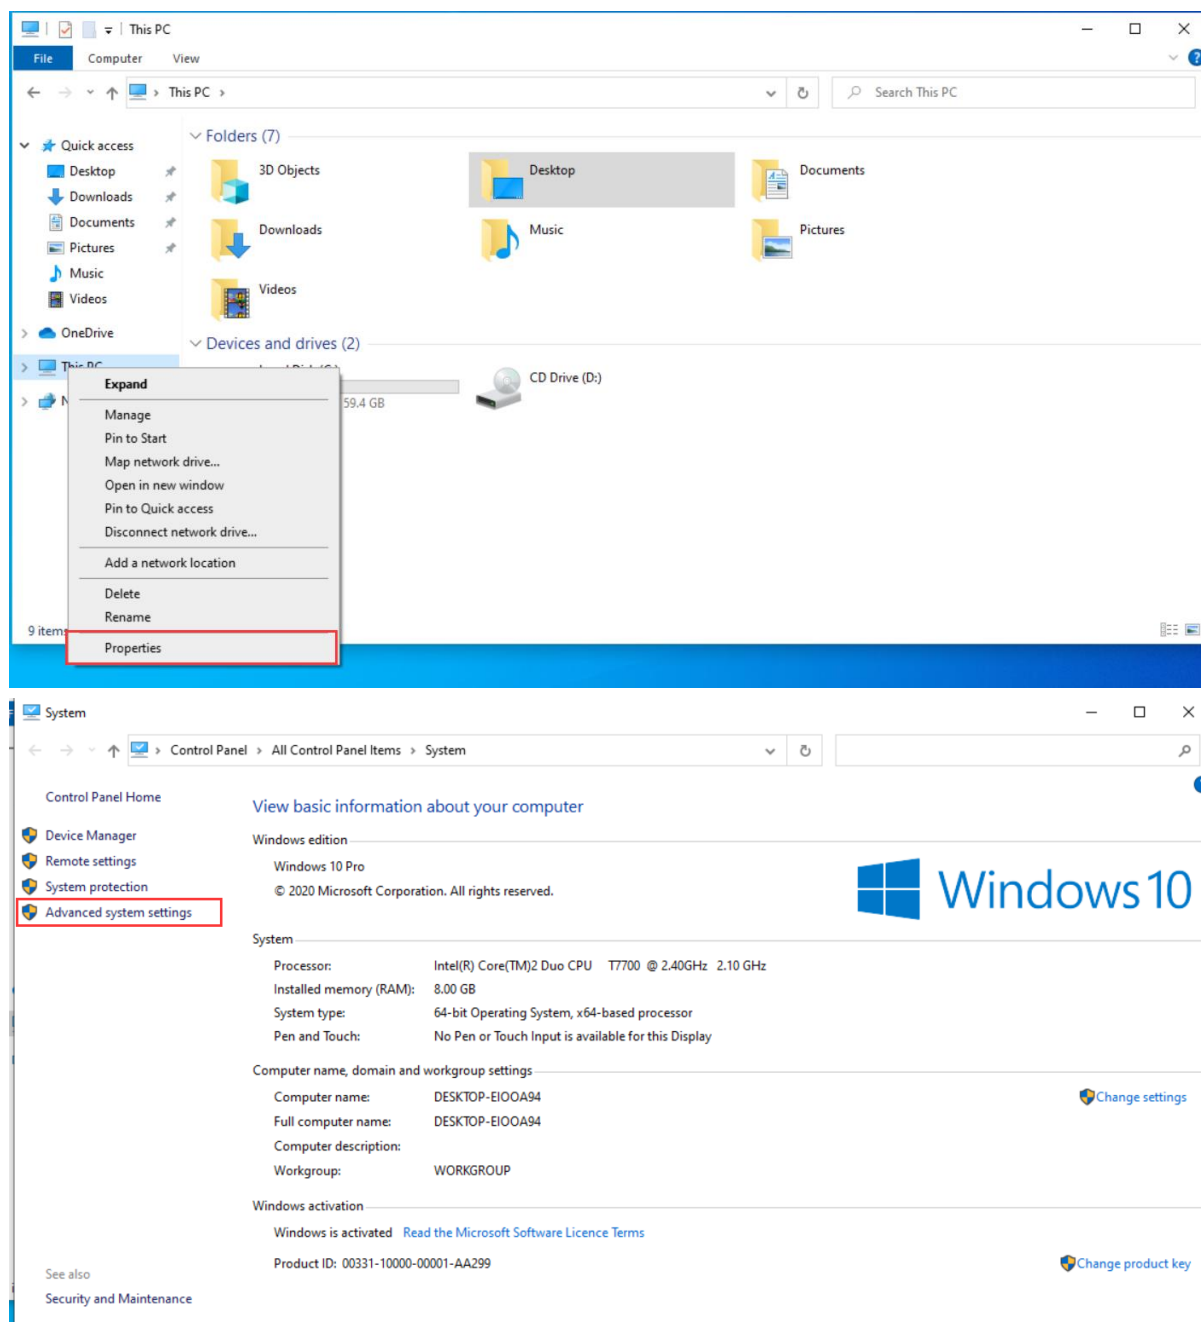 This PC
File Computer View
This PC
Search This PC
Quick access
Desktop
Downloads
Documents
Pictures
Music
Videos
OneDrive
This PC
N
9 items
Folders (7)
3D Objects
Desktop
Documents
Downloads
Music
Pictures
Videos
Devices and drives (2)
59.4 GB
CD Drive (D:)
Expand
Manage
Pin to Start
Map network drive...
Open in new window
Pin to Quick access
Disconnect network drive...
Add a network location
Delete
Rename
Properties
System
Control Panel > All Control Panel Items > System
Control Panel Home
Device Manager
Remote settings
System protection
Advanced system settings
See also
Security and Maintenance
View basic information about your computer
Windows edition
Windows 10 Pro
© 2020 Microsoft Corporation. All rights reserved.
Windows 10
System
Processor: Intel(R) Core(TM)2 Duo CPU T7700 @ 2.40GHz 2.10 GHz
Installed memory (RAM): 8.00 GB
System type: 64-bit Operating System, x64-based processor
Pen and Touch: No Pen or Touch Input is available for this Display
Computer name, domain and workgroup settings
Computer name: DESKTOP-EIOOA94
Change settings
Full computer name: DESKTOP-EIOOA94
Computer description:
Workgroup: WORKGROUP
Windows activation
Windows is activated Read the Microsoft Software Licence Terms
Product ID: 00331-10000-00001-AA299
Change product key